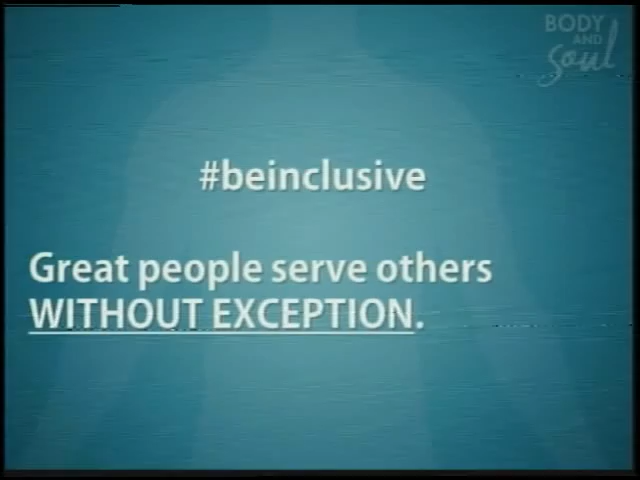 BODY
AND
Soul
#beinclusive
Great people serve others
WITHOUT EXCEPTION.